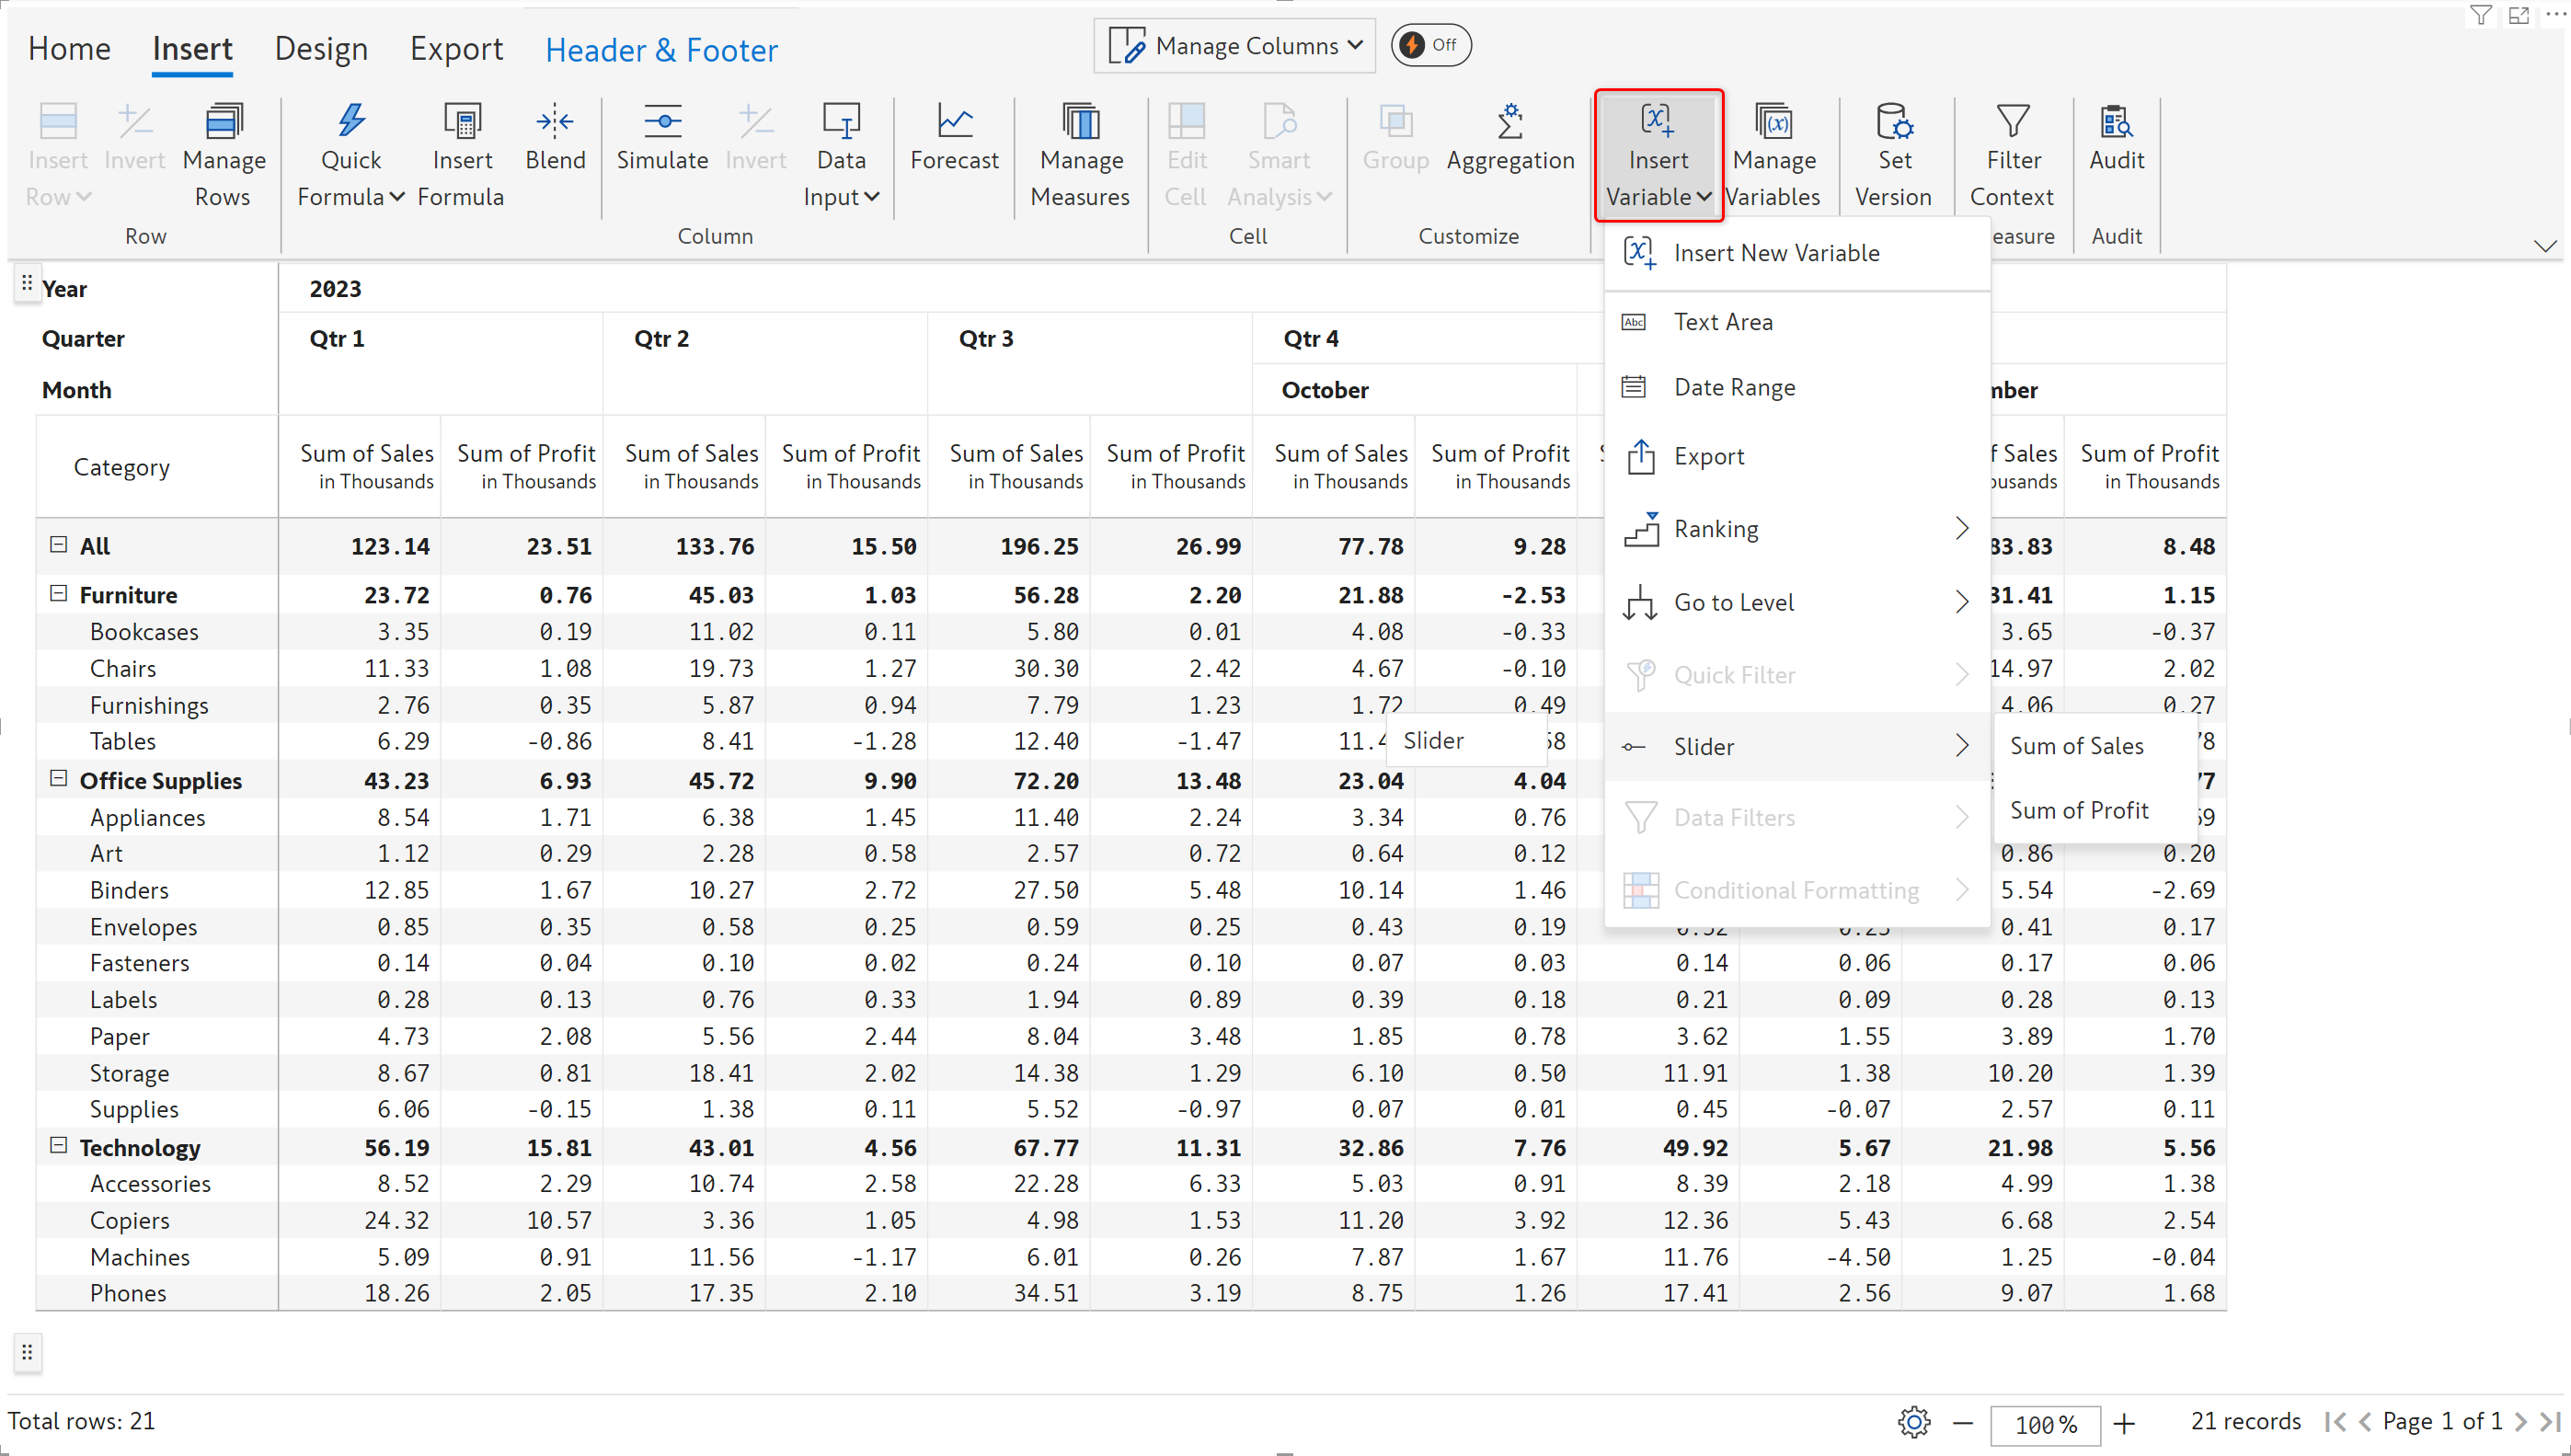 Home Insert Design Export Header & Footer Manage Columns Off
Insert Row Invert Manage Rows Quick Formula Insert Formula Blend Simulate Invert Data Input Forecast Manage Measures Edit Cell Smart Analysis Group Aggregation Insert Variable Manage Variables Set Version Filter Context Audit
Row Column Cell Customize easure Audit
Insert New Variable
Text Area
Date Range
Export
Ranking
Go to Level
Quick Filter
Slider
Data Filters
Conditional Formatting
Sum of Sales
Sum of Profit
Slider
Year 2023
Quarter Qtr 1 Qtr 2 Qtr 3 Qtr 4
Month October mber
Category Sum of Sales Sum of Profit Sum of Sales Sum of Profit Sum of Sales Sum of Profit Sum of Sales Sum of Profit f Sales Sum of Profit
in Thousands in Thousands in Thousands in Thousands in Thousands in Thousands in Thousands in Thousands ousands in Thousands
All 123.14 23.51 133.76 15.50 196.25 26.99 77.78 9.28 83.83 8.48
Furniture 23.72 0.76 45.03 1.03 56.28 2.20 21.88 -2.53 31.41 1.15
Bookcases 3.35 0.19 11.02 0.11 5.80 0.01 4.08 -0.33 3.65 -0.37
Chairs 11.33 1.08 19.73 1.27 30.30 2.42 4.67 -0.10 14.97 2.02
Furnishings 2.76 0.35 5.87 0.94 7.79 1.23 1.72 0.49 4.06 0.27
Tables 6.29 -0.86 8.41 -1.28 12.40 -1.47 11.4 8 8
Office Supplies 43.23 6.93 45.72 9.90 72.20 13.48 23.04 4.04 77
Appliances 8.54 1.71 6.38 1.45 11.40 2.24 3.34 0.76 9
Art 1.12 0.29 2.28 0.58 2.57 0.72 0.64 0.12 0.86 0.20
Binders 12.85 1.67 10.27 2.72 27.50 5.48 10.14 1.46 5.54 -2.69
Envelopes 0.85 0.35 0.58 0.25 0.59 0.25 0.43 0.19 0.41 0.17
Fasteners 0.14 0.04 0.10 0.02 0.24 0.10 0.07 0.03 0.14 0.06 0.17 0.06
Labels 0.28 0.13 0.76 0.33 1.94 0.89 0.39 0.18 0.21 0.09 0.28 0.13
Paper 4.73 2.08 5.56 2.44 8.04 3.48 1.85 0.78 3.62 1.55 3.89 1.70
Storage 8.67 0.81 18.41 2.02 14.38 1.29 6.10 0.50 11.91 1.38 10.20 1.39
Supplies 6.06 -0.15 1.38 0.11 5.52 -0.97 0.07 0.01 0.45 -0.07 2.57 0.11
Technology 56.19 15.81 43.01 4.56 67.77 11.31 32.86 7.76 49.92 5.67 21.98 5.56
Accessories 8.52 2.29 10.74 2.58 22.28 6.33 5.03 0.91 8.39 2.18 4.99 1.38
Copiers 24.32 10.57 3.36 1.05 4.98 1.53 11.20 3.92 12.36 5.43 6.68 2.54
Machines 5.09 0.91 11.56 -1.17 6.01 0.26 7.87 1.67 11.76 -4.50 1.25 -0.04
Phones 18.26 2.05 17.35 2.10 34.51 3.19 8.75 1.26 17.41 2.56 9.07 1.68
Total rows: 21 100 % 21 records Page 1 of 1